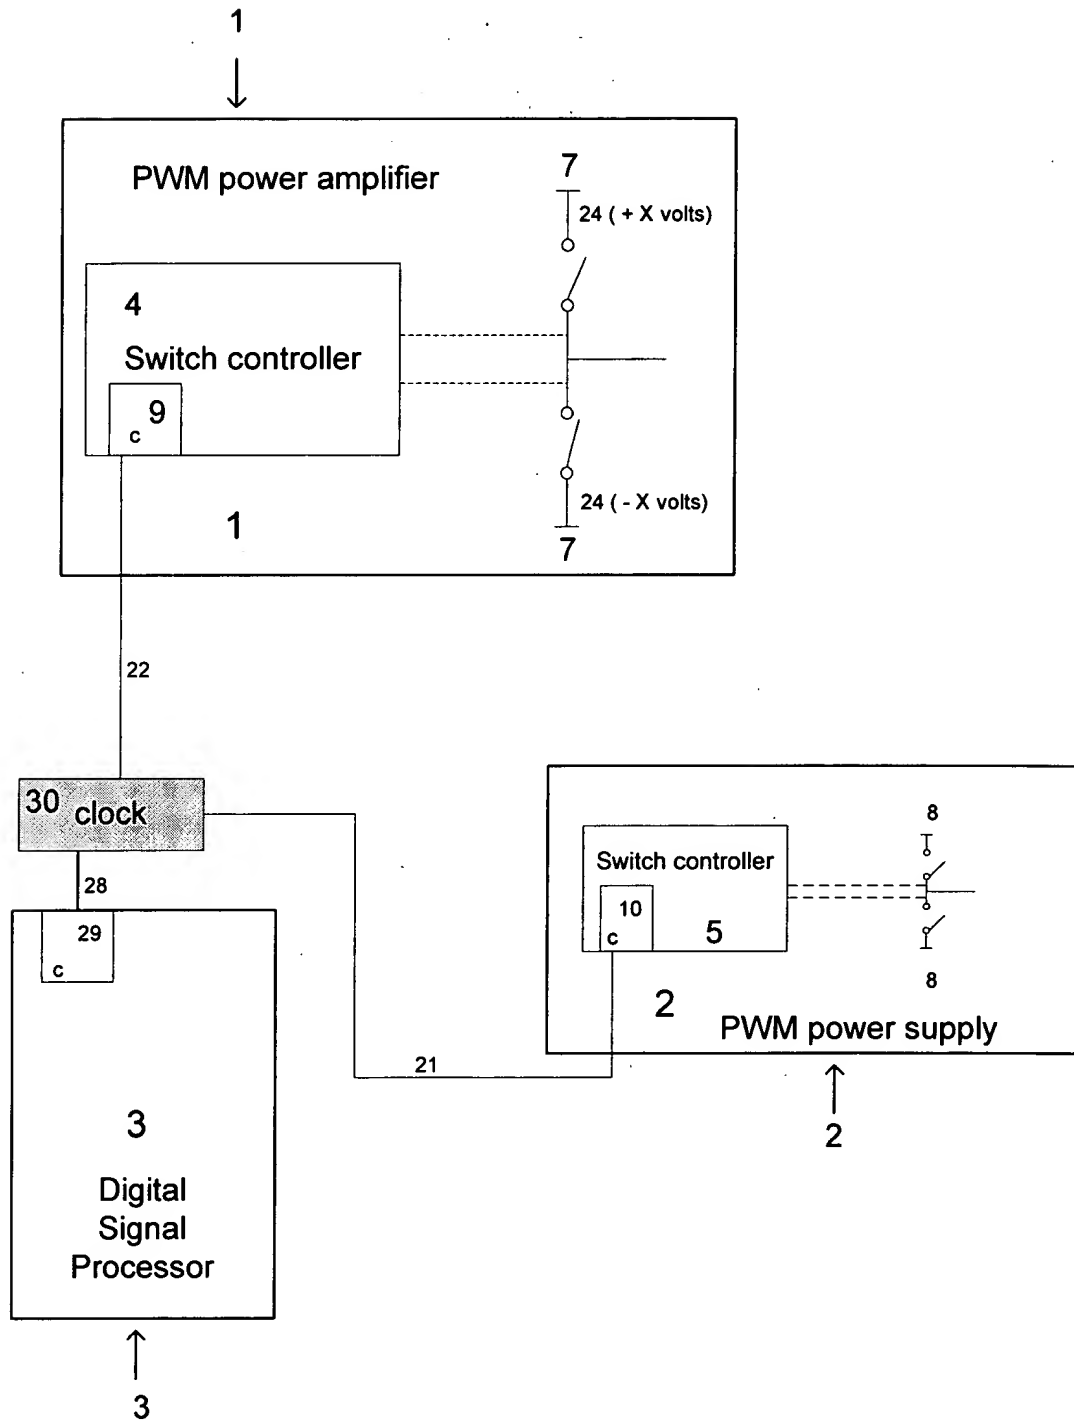 1
PWM power amplifier
7
24 ( + X volts)
4
Switch controller
9
c
24 ( - X volts)
1
7
22
30 clock
28
29
c
8
Switch controller
10
c
5
8
2
PWM power supply
21
2
3
Digital
Signal
Processor
3